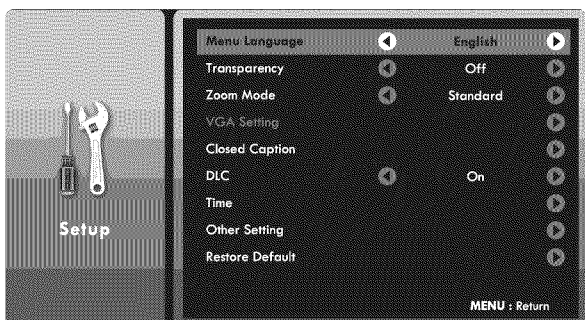 Menu Language English
Transparency Off
Zoom Mode Standard
VGA Setting
Closed Caption
DLC On
Time
Setup
Other Setting
Restore Default
MENU : Return